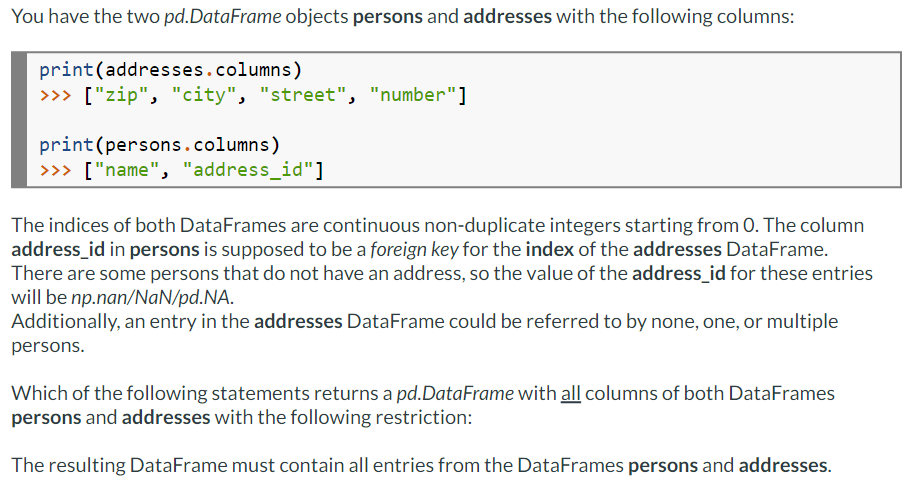 You have the two pd.DataFrame objects persons and addresses with the following columns:
print(addresses.columns)
>>> ["zip", "city", "street", "number"]
print(persons.columns)
>>> ["name", "address_id"]
The indices of both DataFrames are continuous non-duplicate integers starting from 0. The column
address_id in persons is supposed to be a foreign key for the index of the addresses DataFrame.
There are some persons that do not have an address, so the value of the address_id for these entries
will be np.nan/NaN/pd.NA.
Additionally, an entry in the addresses DataFrame could be referred to by none, one, or multiple
persons.
Which of the following statements returns a pd.DataFrame with all columns of both DataFrames
persons and addresses with the following restriction:
The resulting DataFrame must contain all entries from the DataFrames persons and addresses.